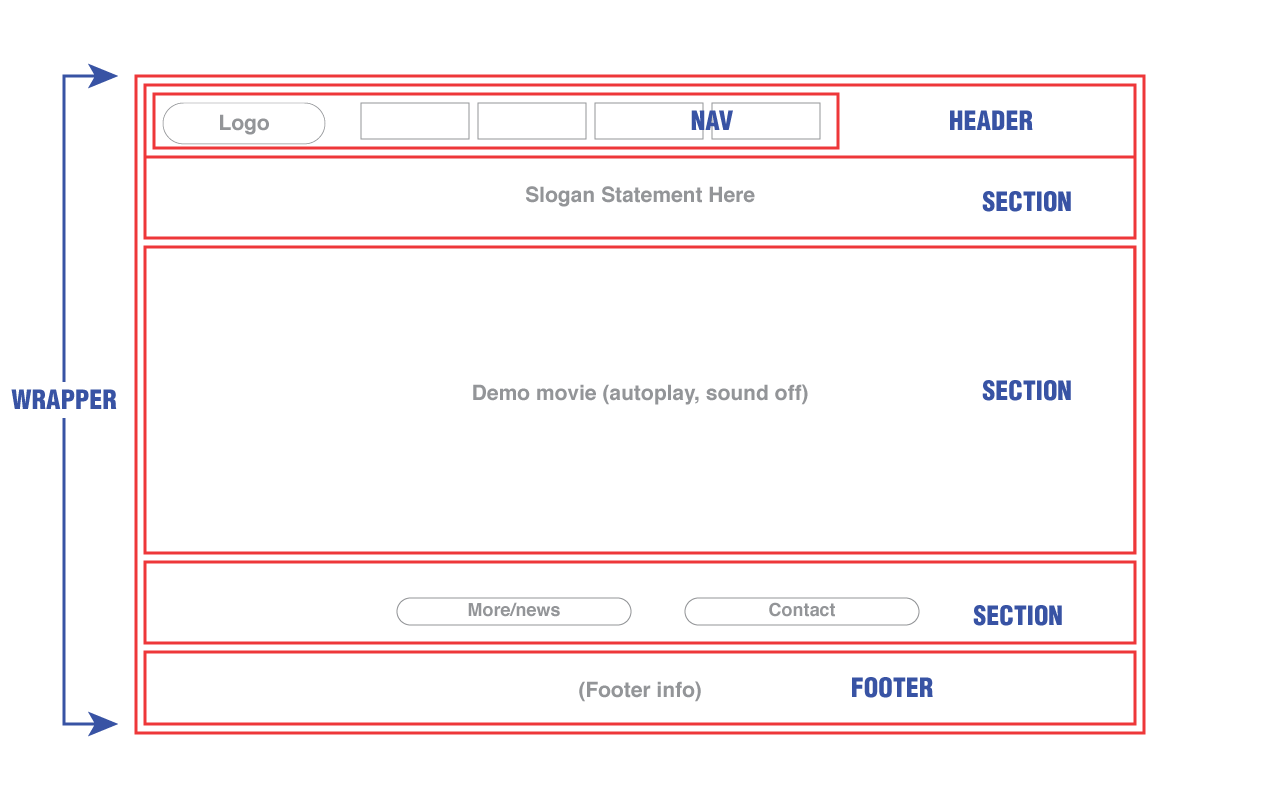 Logo
NAV
HEADER
Slogan Statement Here
SECTION
WRAPPER
Demo movie (autoplay, sound off)
SECTION
More/news
Contact
SECTION
(Footer info)
FOOTER